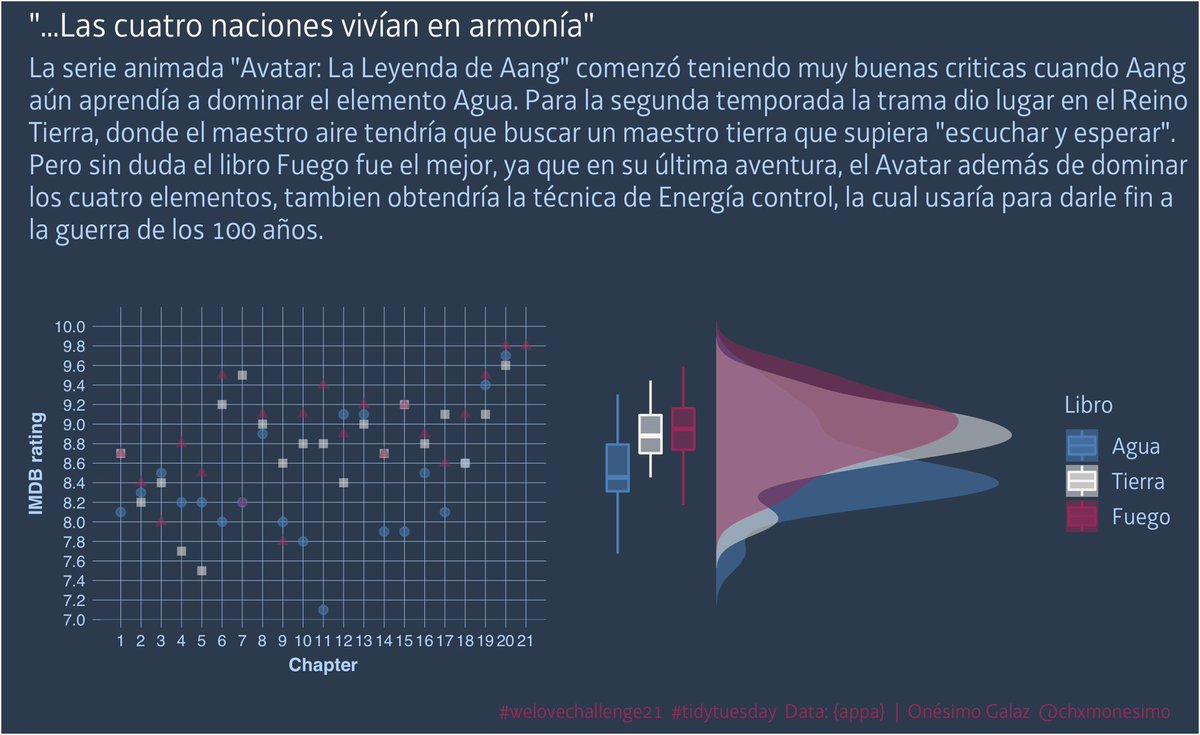 "...Las cuatro naciones vivían en armonía"
La serie animada "Avatar: La Leyenda de Aang" comenzó teniendo muy buenas criticas cuando Aang
aún aprendía a dominar el elemento Agua. Para la segunda temporada la trama dio lugar en el Reino
Tierra, donde el maestro aire tendría que buscar un maestro tierra que supiera "escuchar y esperar".
Pero sin duda el libro Fuego fue el mejor, ya que en su última aventura, el Avatar además de dominar
los cuatro elementos, tambien obtendría la técnica de Energía control, la cual usaría para darle fin a
la guerra de los 100 años.
IMDB rating
10.0
9.8
9.6
9.4
9.2
9.0
8.8
8.6
8.4
8.2
8.0
7.8
7.6
7.4
7.2
7.0
1 2 3 4 5 6 7 8 9 10 11 12 13 14 15 16 17 18 19 20 21
Chapter
Libro
Agua
Tierra
Fuego
#welovechallenge21 #tidytuesday Data: {appa} | Onésimo Galaz @chxmonesimo